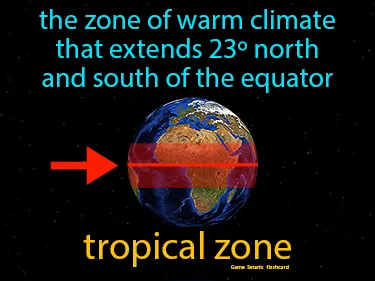 the zone of warm climate
that extends 23º north
and south of the equator
tropical zone
Game Smartz flashcard